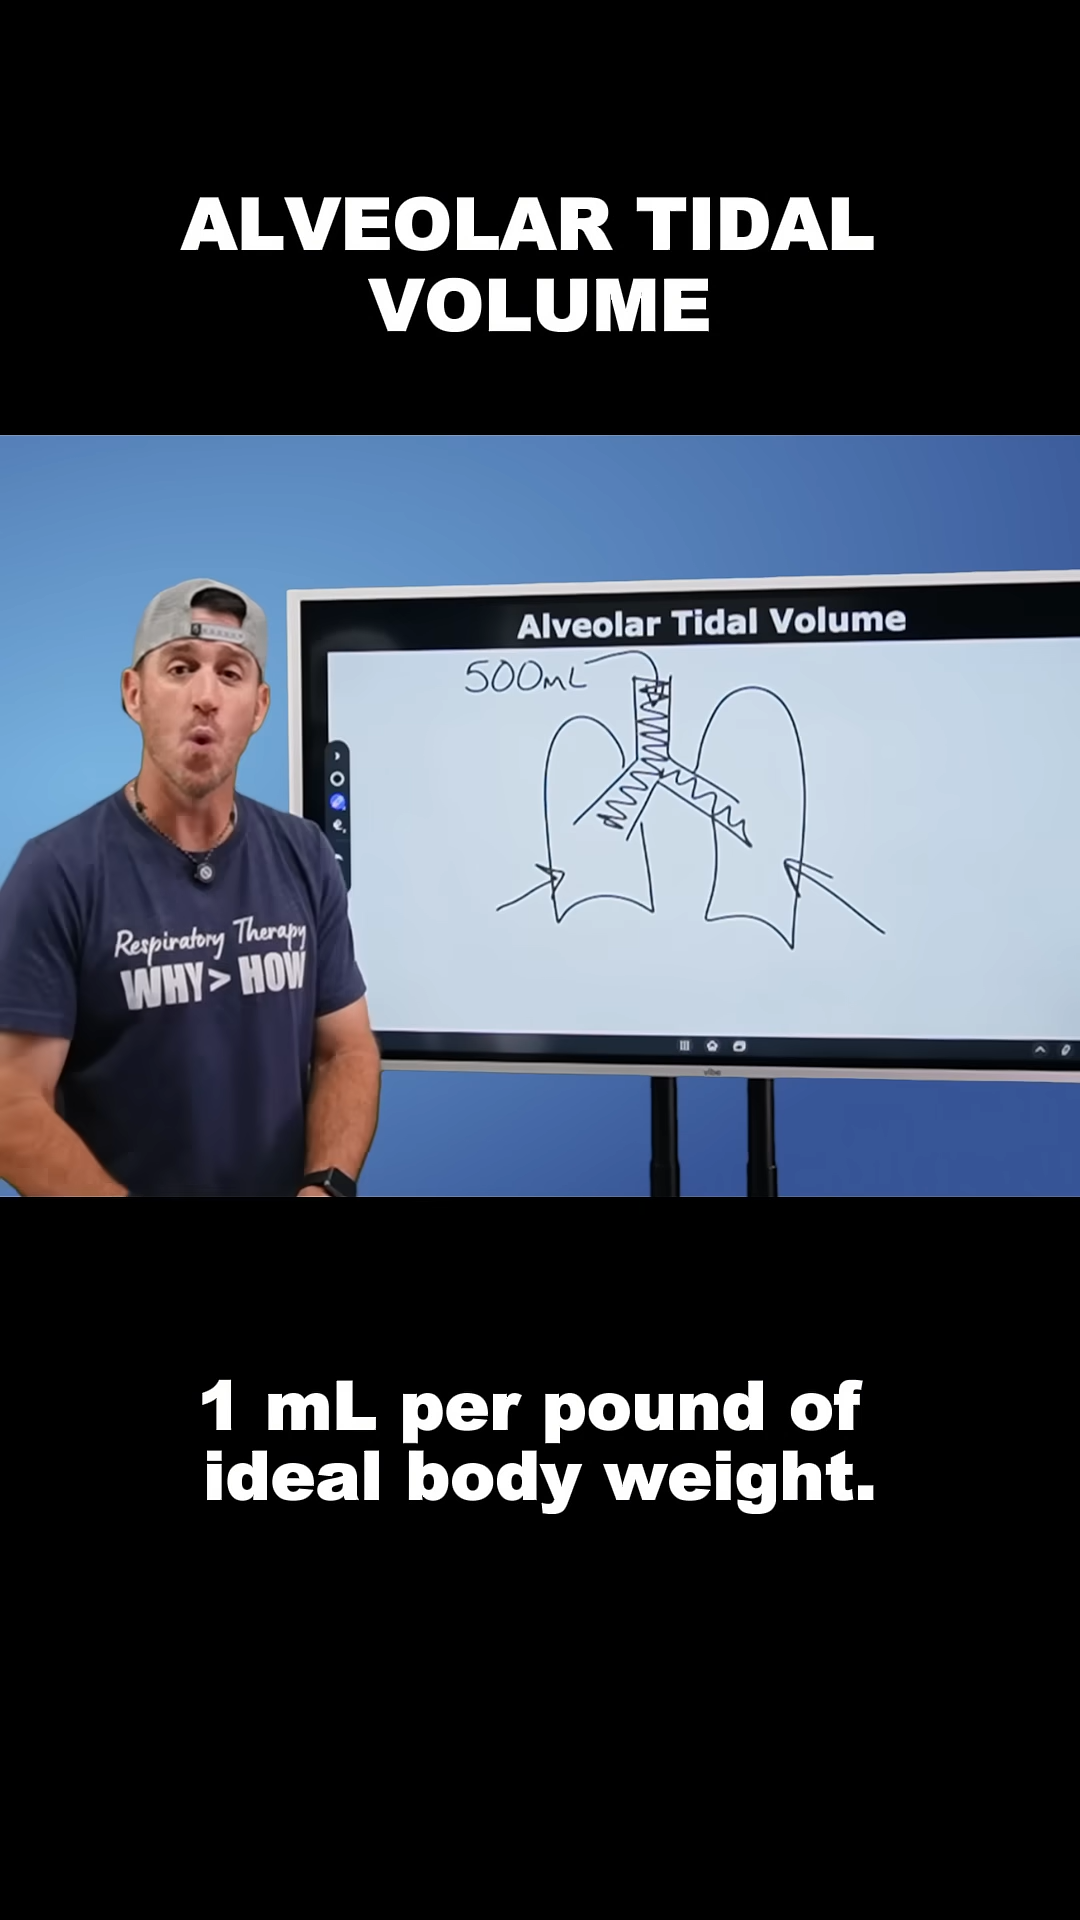 ALVEOLAR TIDAL
VOLUME
Alveolar Tidal Volume
500mL
Respiratory Therapy
WHY > HOW
vibe
1 mL per pound of
ideal body weight.